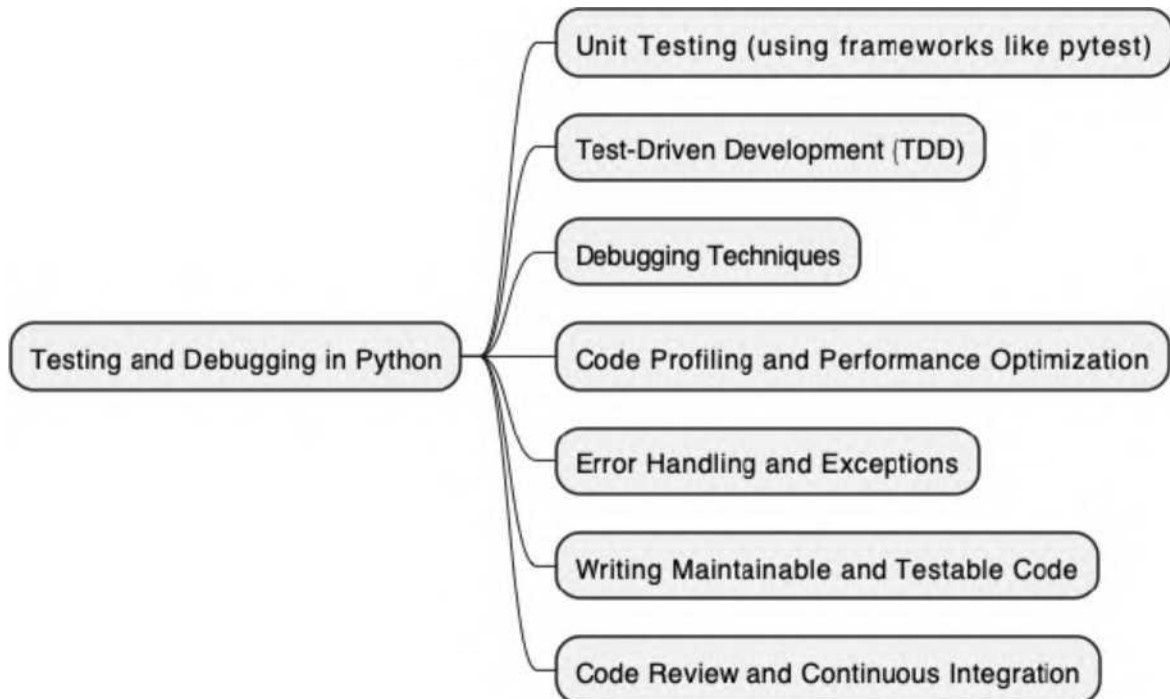 Unit Testing (using frameworks like pytest)
Test-Driven Development (TDD)
Debugging Techniques
Testing and Debugging in Python
Code Profiling and Performance Optimization
Error Handling and Exceptions
Writing Maintainable and Testable Code
Code Review and Continuous Integration